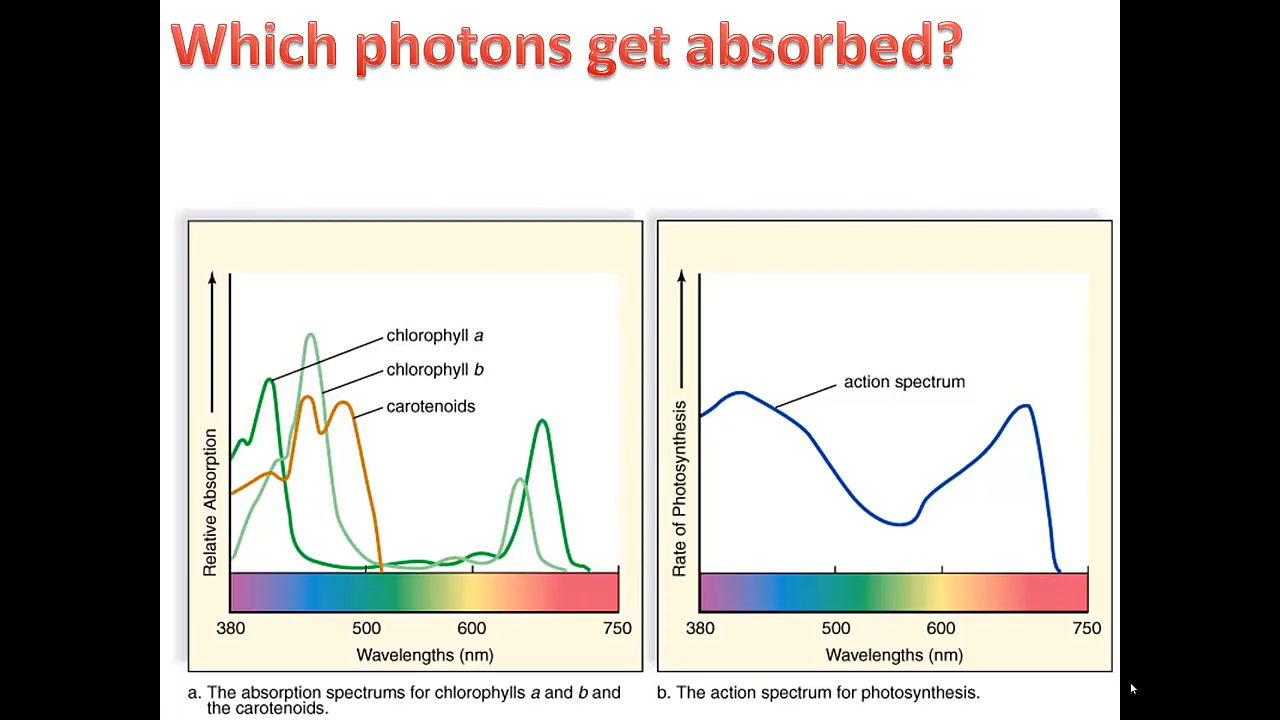 Which photons get absorbed?
chlorophyll a
chlorophyll b
carotenoids
Relative Absorption
380 500 600 750
Wavelengths (nm)
a. The absorption spectrums for chlorophylls a and b and
the carotenoids.
action spectrum
Rate of Photosynthesis
380 500 600 750
Wavelengths (nm)
b. The action spectrum for photosynthesis.